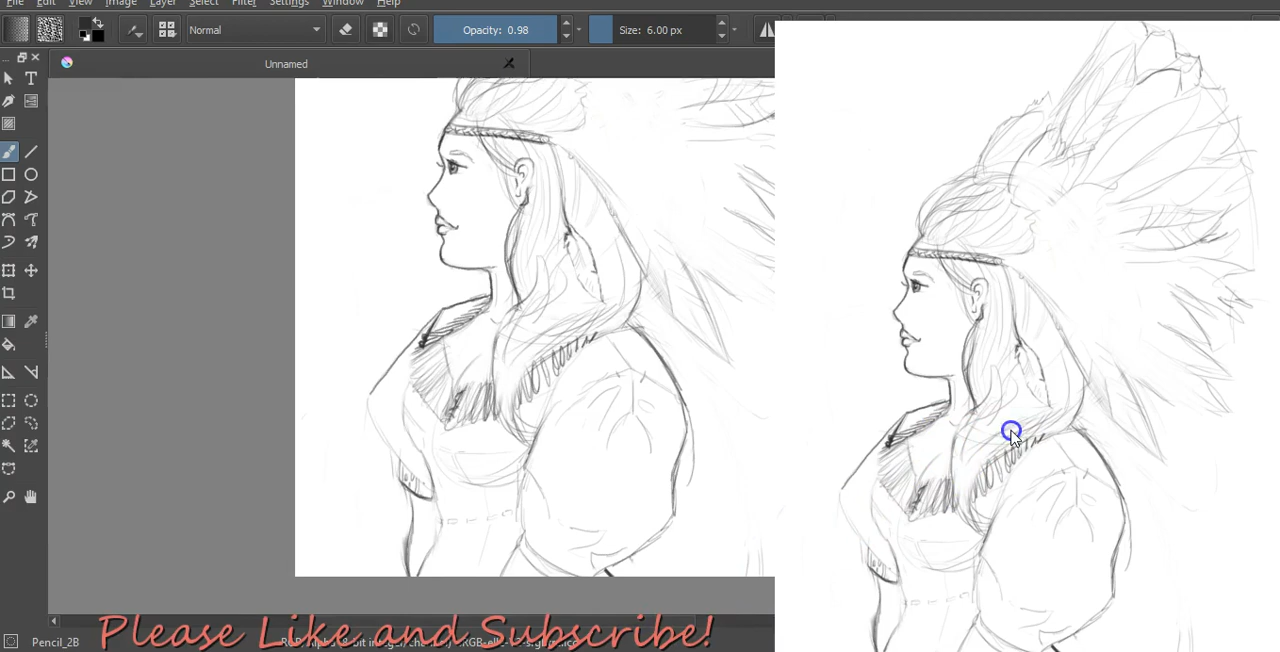 File Edit View Image Layer Select Filter Settings Window Help
Normal Opacity: 0.98 Size: 6.00 px
Unnamed
T
Please Like and Subscribe!
Pencil_2B